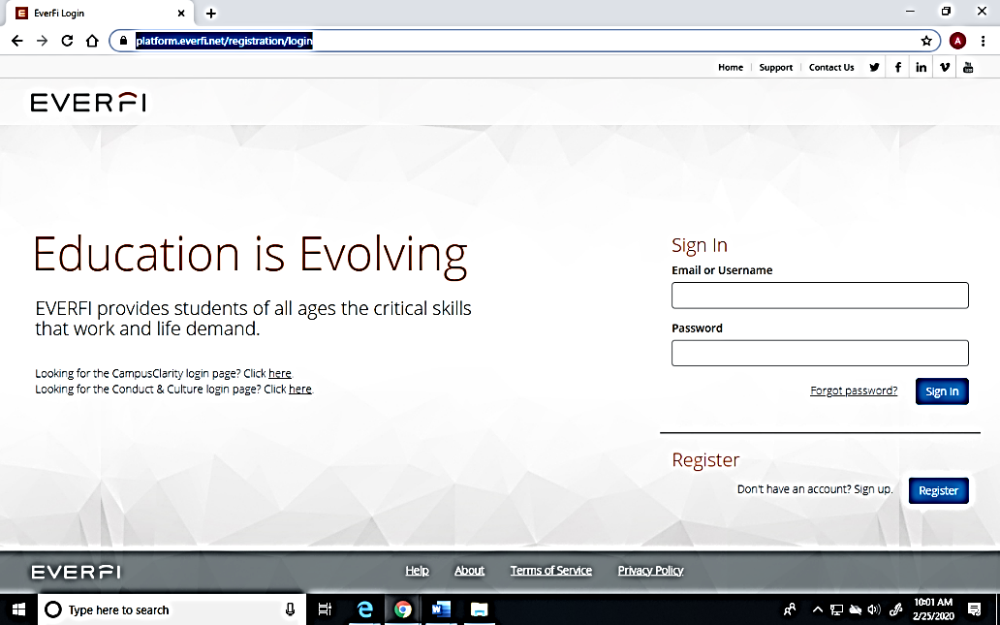 EverFi Login
platform.everfi.net/registration/login
A
Home Support Contact Us
EVERFI
Education is Evolving
EVERFI provides students of all ages the critical skills
that work and life demand.
Looking for the CampusClarity login page? Click here.
Looking for the Conduct & Culture login page? Click here.
Sign In
Email or Username
Password
Forgot password? Sign In
Register
Don't have an account? Sign up. Register
EVERFI Help About Terms of Service Privacy Policy
Type here to search
10:01 AM
2/25/2020